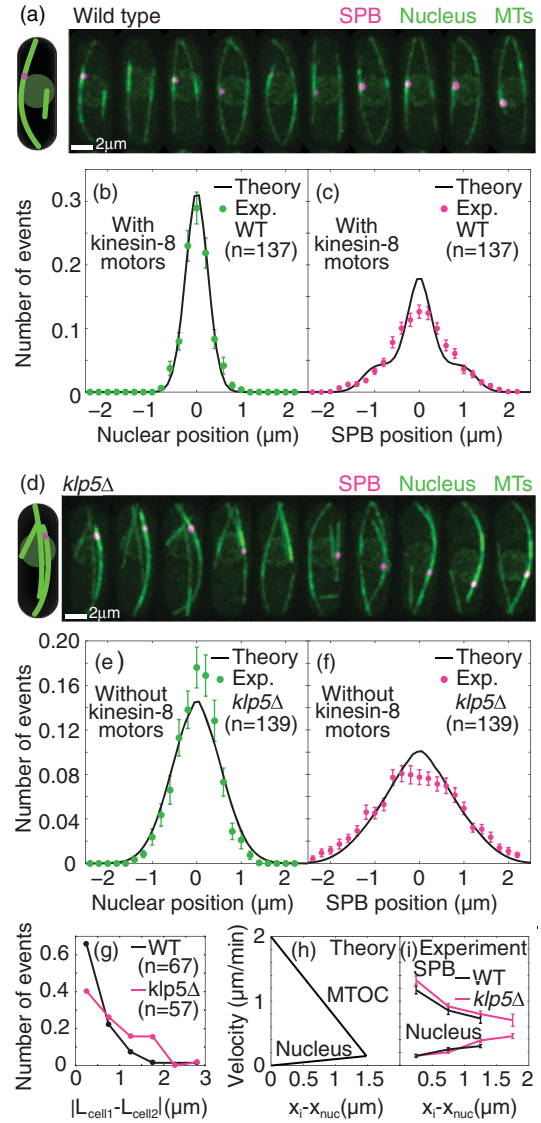 (a) Wild type SPB Nucleus MTs
2μm
(b) Theory
Exp.
WT
(n=137)
With
kinesin-8
motors
(c) Theory
Exp.
WT
(n=137)
With
kinesin-8
motors
Number of events
0.3
0.2
0.1
0
−2 −1 0 1 2
Nuclear position (μm)
−2 −1 0 1 2
SPB position (μm)
(d) klp5Δ SPB Nucleus MTs
2μm
(e) Theory
Exp.
klp5Δ
(n=139)
Without
kinesin-8
motors
(f) Theory
Exp.
klp5Δ
(n=139)
Without
kinesin-8
motors
Number of events
0.20
0.16
0.12
0.08
0.04
0
−2 −1 0 1 2
Nuclear position (μm)
−2 −1 0 1 2
SPB position (μm)
(g) WT
(n=67)
klp5Δ
(n=57)
Number of events
0.6
0.4
0.2
0
0 1 2 3
|Lcell1-Lcell2|(μm)
(h) Theory
MTOC
Nucleus
Velocity (μm/min)
2
1
0
0 0.5 1 1.5
xi-xnuc(μm)
(i) Experiment
SPB
WT
klp5Δ
Nucleus
0.5 1 1.5 2
xi-xnuc(μm)